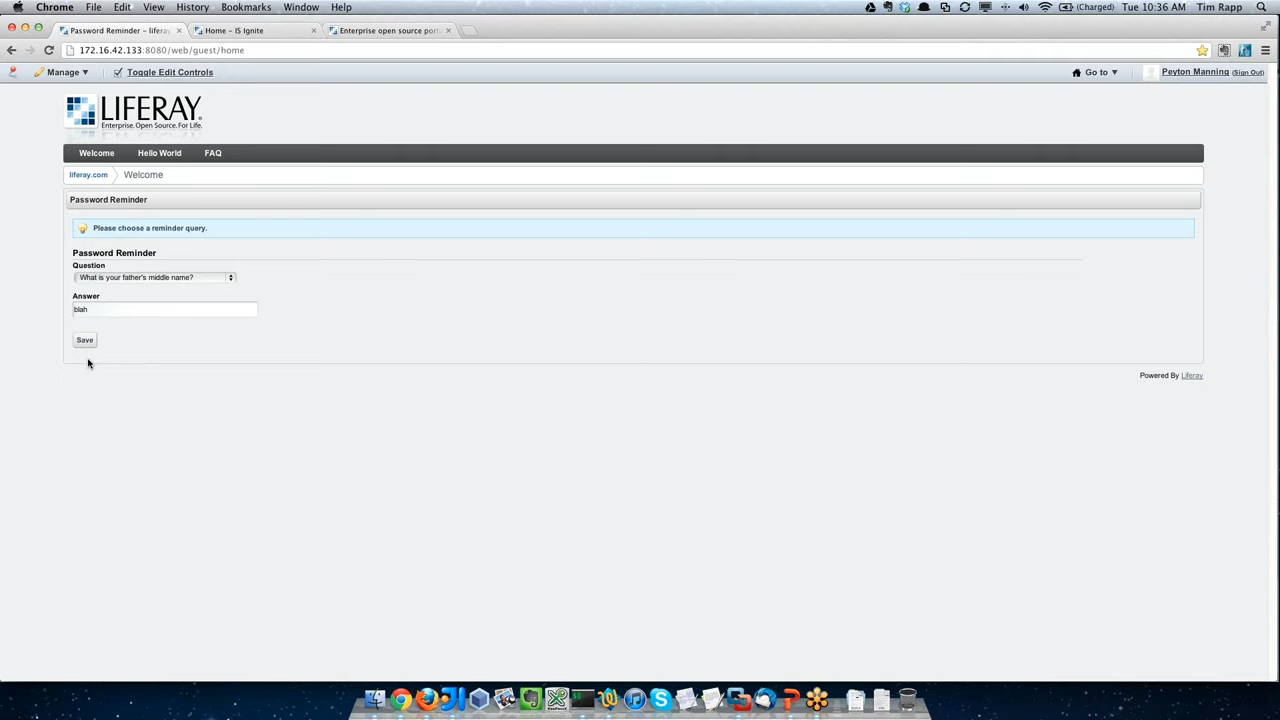 Chrome File Edit View History Bookmarks Window Help (Charged) Tue 10:36 AM Tim Rapp
Password Reminder – liferay Home – IS Ignite Enterprise open source port
172.16.42.133:8080/web/guest/home
Manage Toggle Edit Controls Go to Peyton Manning (Sign Out)
LIFERAY.
Enterprise. Open Source. For Life.
Welcome Hello World FAQ
liferay.com Welcome
Password Reminder
Please choose a reminder query.
Password Reminder
Question
What is your father's middle name?
Answer
blah
Save
Powered By Liferay